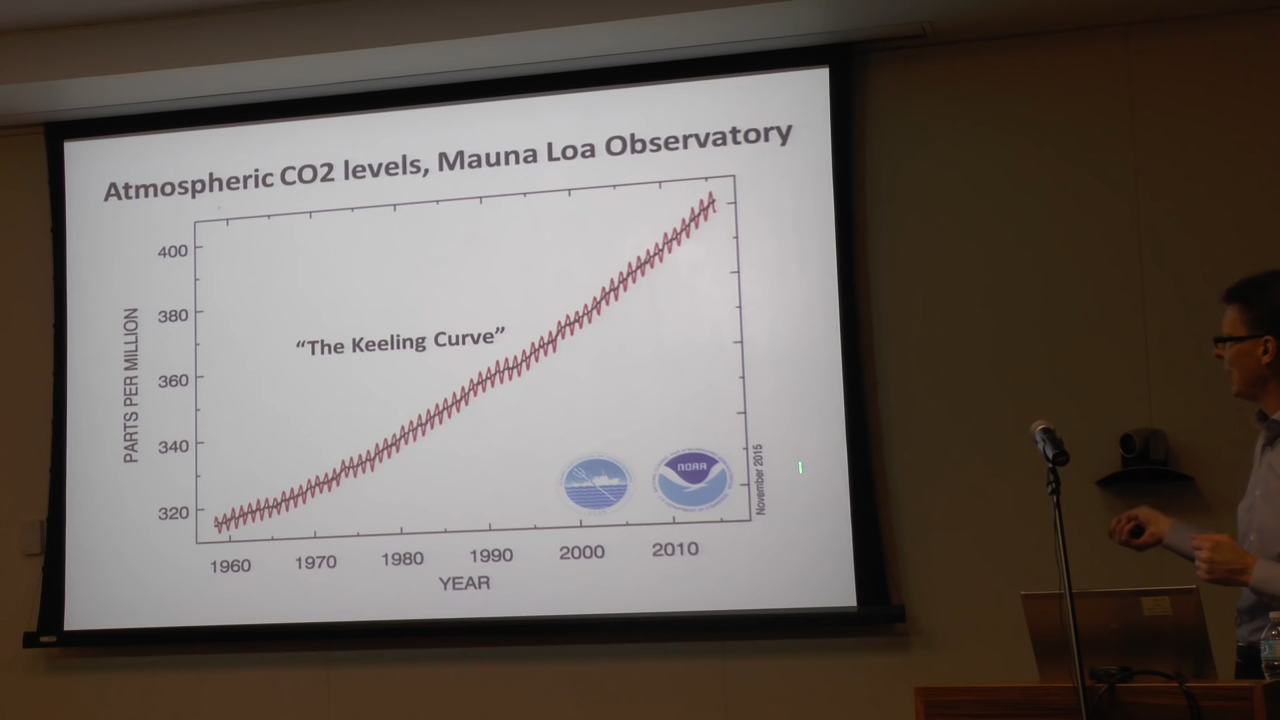 Atmospheric CO2 levels, Mauna Loa Observatory
400
380
360
340
320
PARTS PER MILLION
“The Keeling Curve”
NOAA
November 2015
1960 1970 1980 1990 2000 2010
YEAR